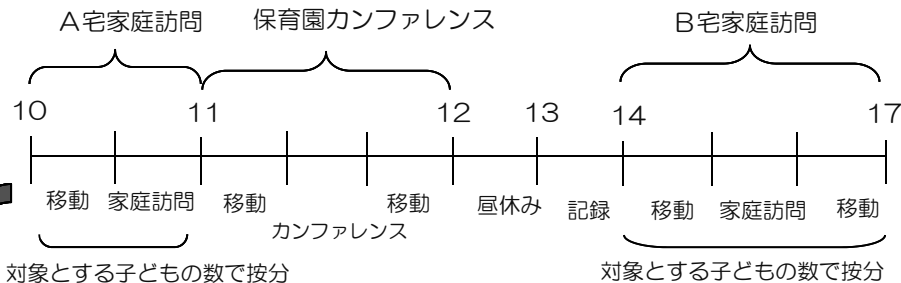 A宅家庭訪問 保育園カンファレンス B宅家庭訪問
10 11 12 13 14 17
移動 家庭訪問 移動 カンファレンス 移動 昼休み 記録 移動 家庭訪問 移動
対象とする子どもの数で按分 対象とする子どもの数で按分